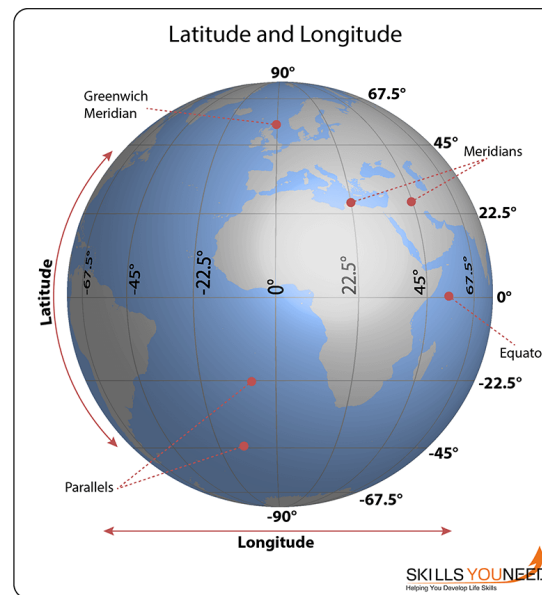 Latitude and Longitude
90°
Greenwich
Meridian
67.5°
45°
Meridians
22.5°
Latitude
-67.5°
-45°
-22.5°
0°
22.5°
45°
67.5°
0°
Equato
-22.5°
-45°
Parallels
-67.5°
-90°
Longitude
SKILLS YOUNEED
Helping You Develop Life Skills